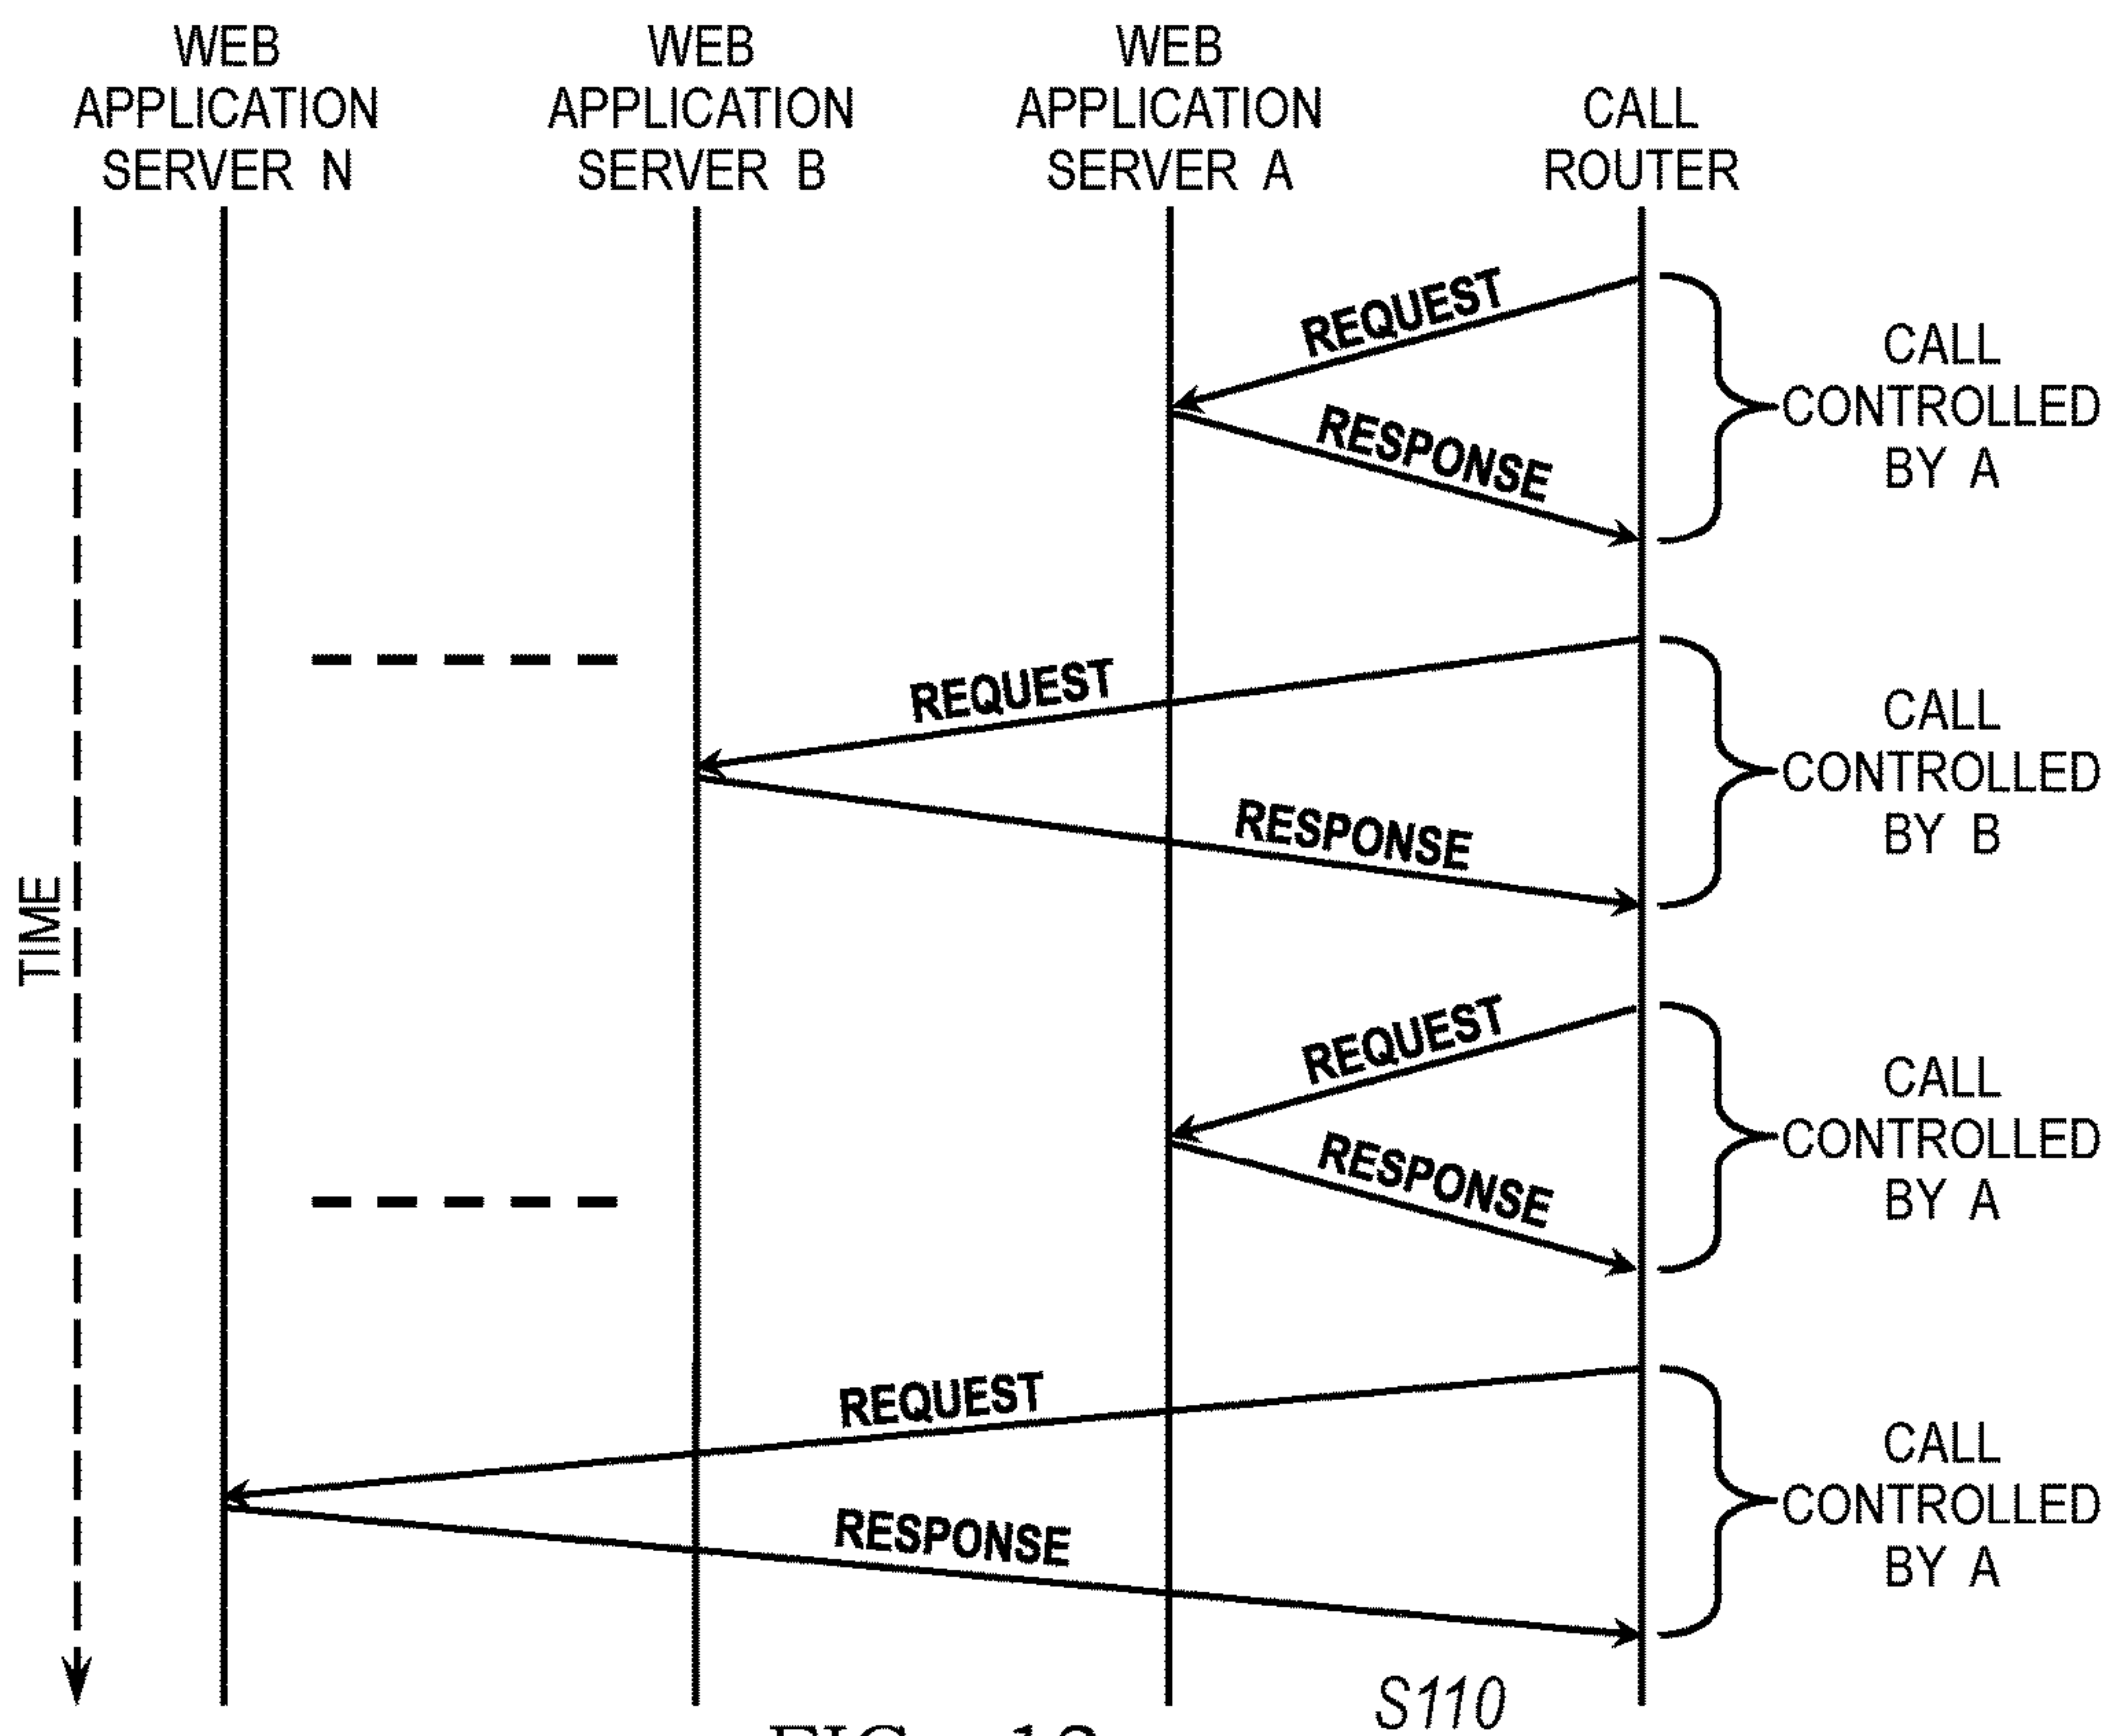 WEB
APPLICATION
SERVER N
WEB
APPLICATION
SERVER B
WEB
APPLICATION
SERVER A
CALL
ROUTER
REQUEST
RESPONSE
CALL
CONTROLLED
BY A
REQUEST
RESPONSE
CALL
CONTROLLED
BY B
TIME
REQUEST
RESPONSE
CALL
CONTROLLED
BY A
REQUEST
RESPONSE
CALL
CONTROLLED
BY A
S110